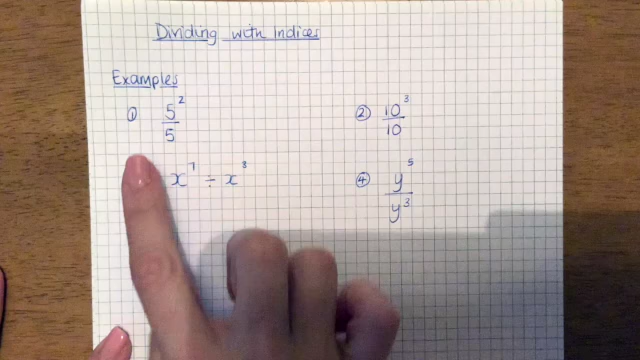 Dividing with indices
Examples
① 5²/5
② 10³/10
x⁷ ÷ x³
④ y⁵/y³